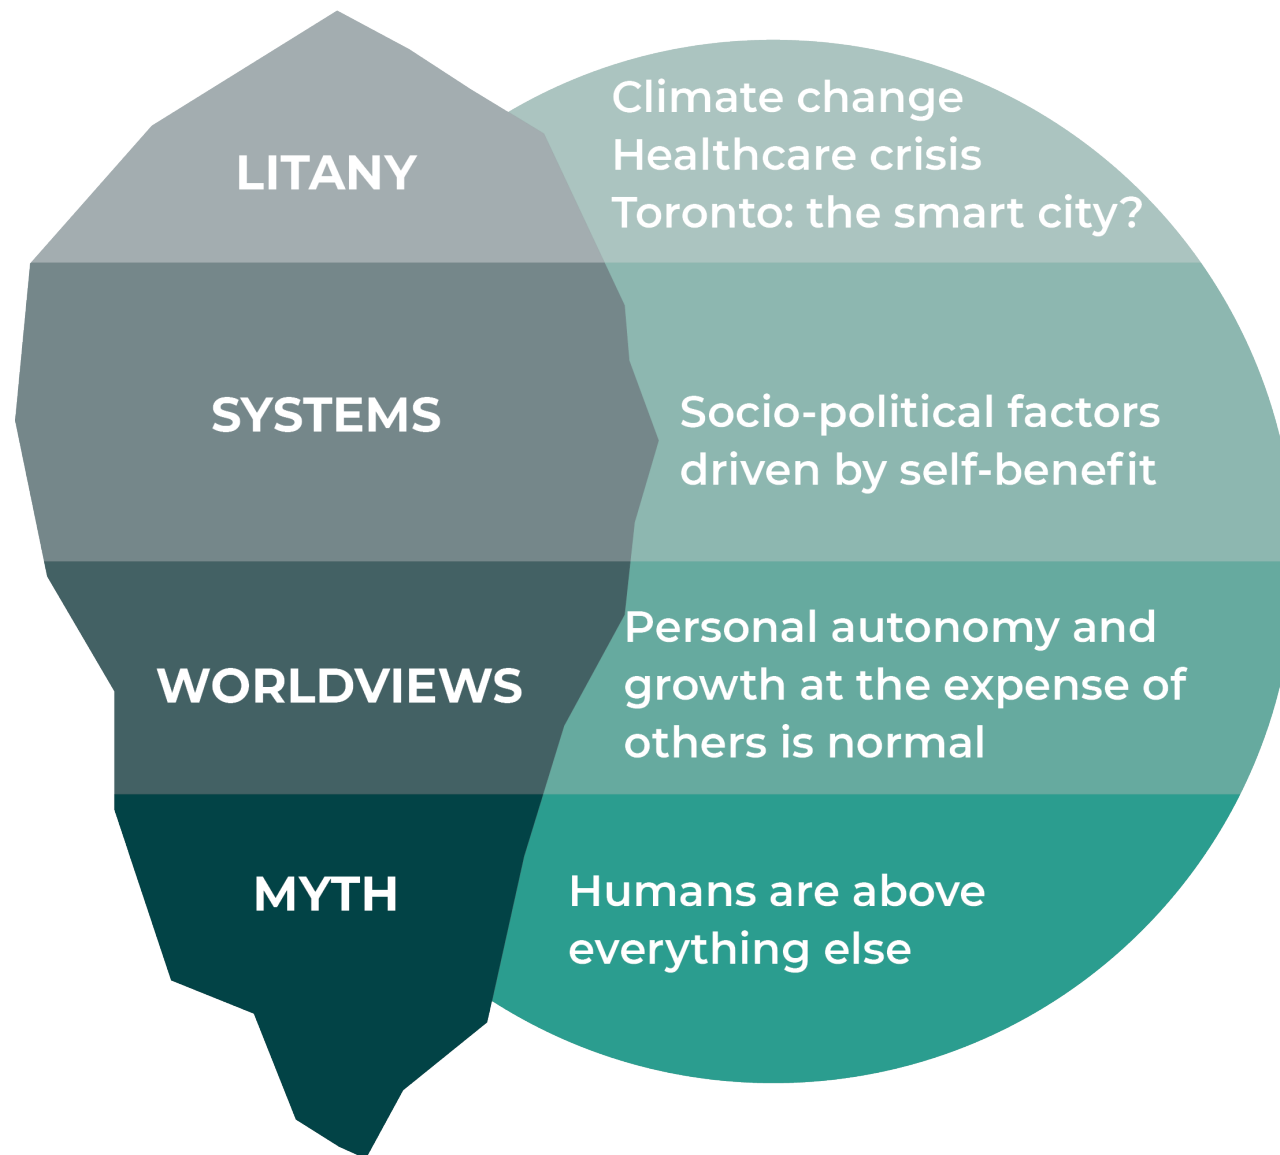 LITANY
Climate change
Healthcare crisis
Toronto: the smart city?
SYSTEMS
Socio-political factors
driven by self-benefit
WORLDVIEWS
Personal autonomy and
growth at the expense of
others is normal
MYTH
Humans are above
everything else